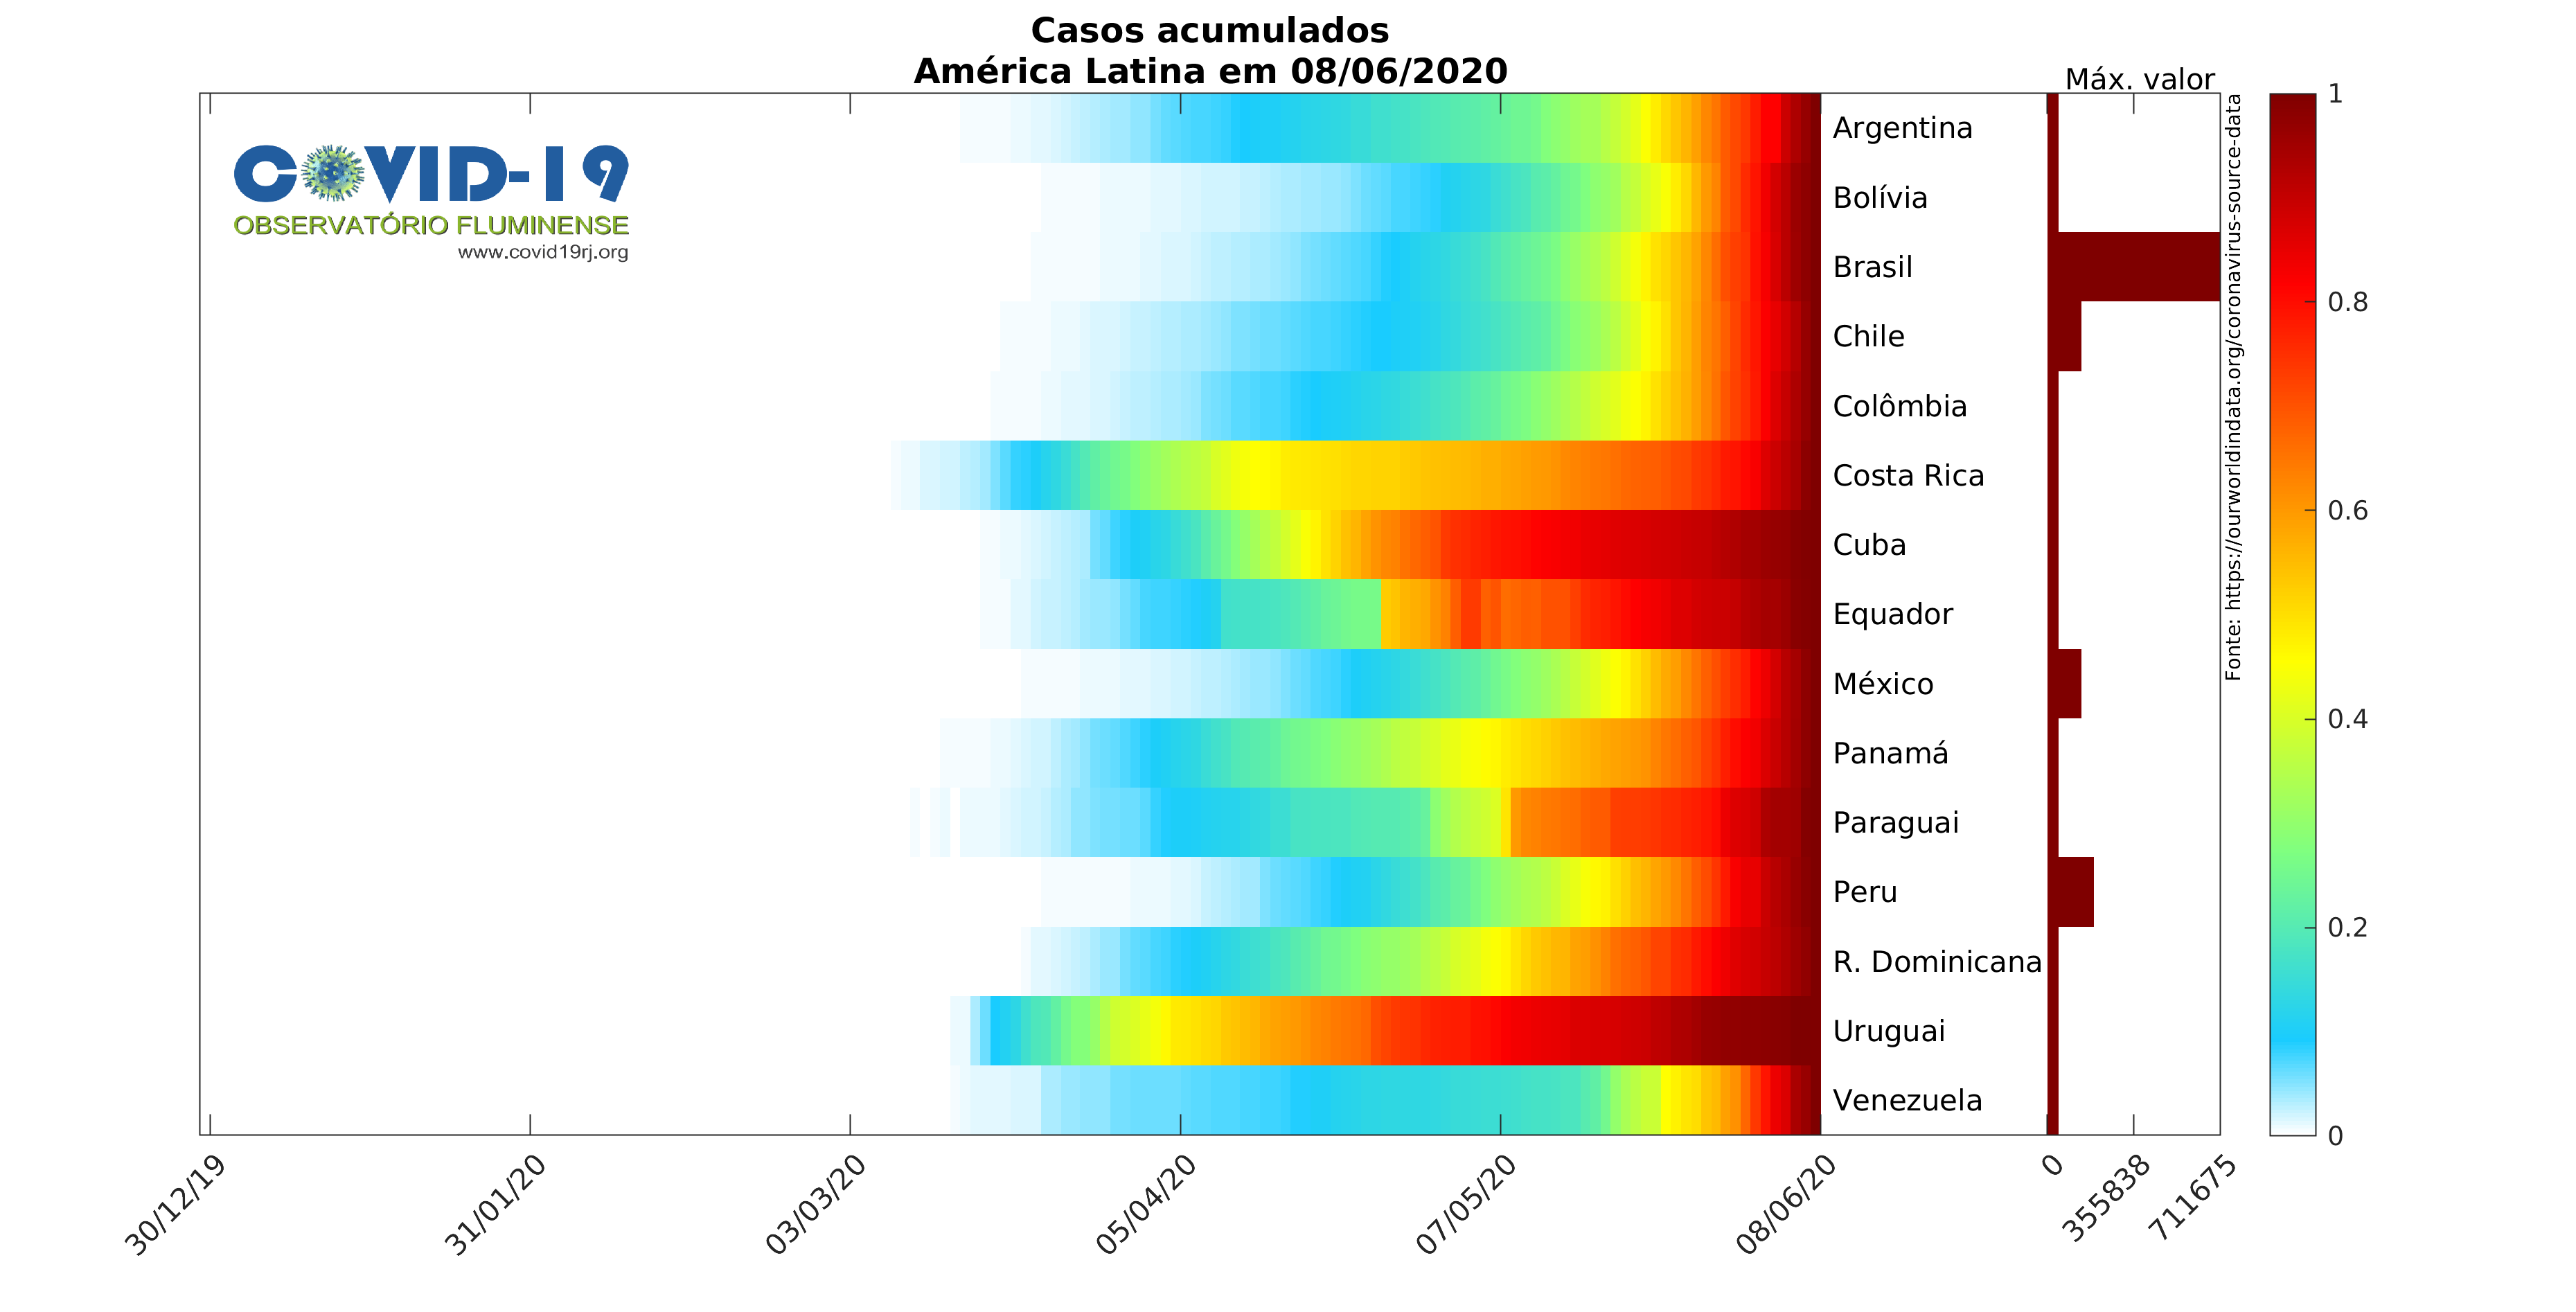 Casos acumulados
América Latina em 08/06/2020
Máx. valor
COVID-19
OBSERVATÓRIO FLUMINENSE
www.covid19rj.org
Argentina
Bolívia
Brasil
Chile
Colômbia
Costa Rica
Cuba
Equador
México
Panamá
Paraguai
Peru
R. Dominicana
Uruguai
Venezuela
Fonte: https://ourworldindata.org/coronavirus-source-data
1
0.8
0.6
0.4
0.2
0
30/12/19
31/01/20
03/03/20
05/04/20
07/05/20
08/06/20
0
355838
711675